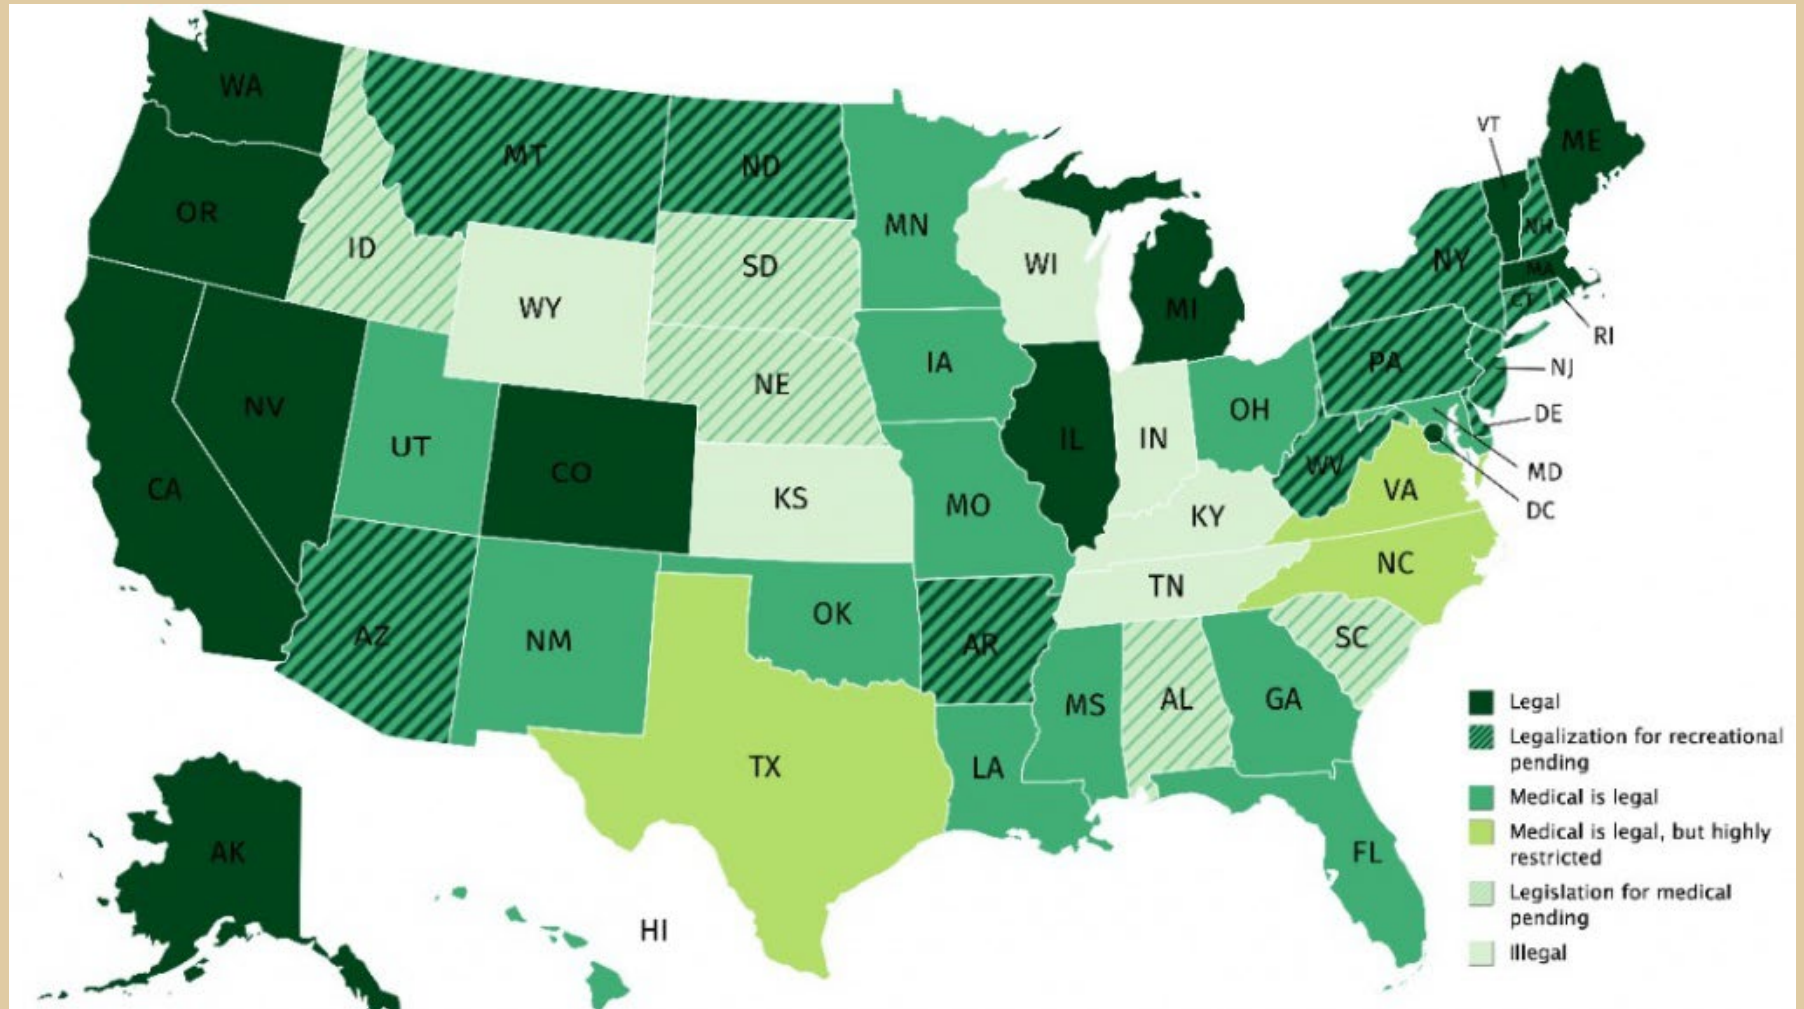 WA
MT
ND
MN
VT
ME
OR
ID
SD
WI
MI
NY
NH
MA
CT
RI
WY
NE
IA
PA
NJ
NV
UT
CO
IL
IN
OH
DE
CA
KS
MO
KY
WV
VA
MD
DC
NC
TN
AZ
NM
OK
AR
SC
TX
LA
MS
AL
GA
FL
AK
HI
Legal
Legalization for recreational
pending
Medical is legal
Medical is legal, but highly
restricted
Legislation for medical
pending
Illegal